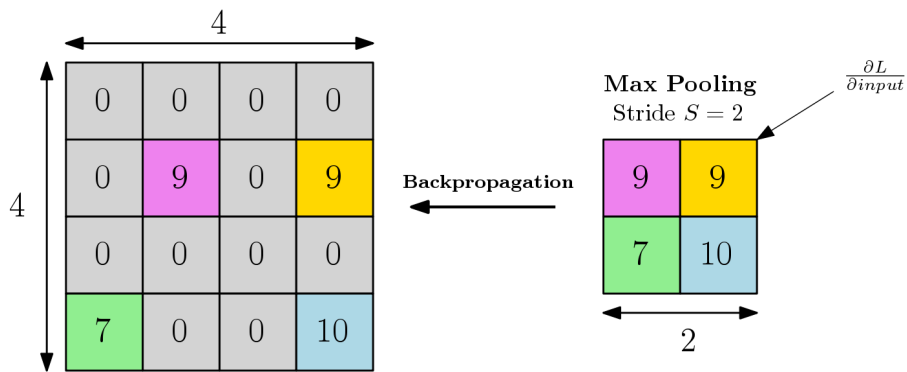 4
4
0 0 0 0
0 9 0 9
0 0 0 0
7 0 0 10
Backpropagation
Max Pooling
Stride S = 2
∂L
∂input
9 9
7 10
2